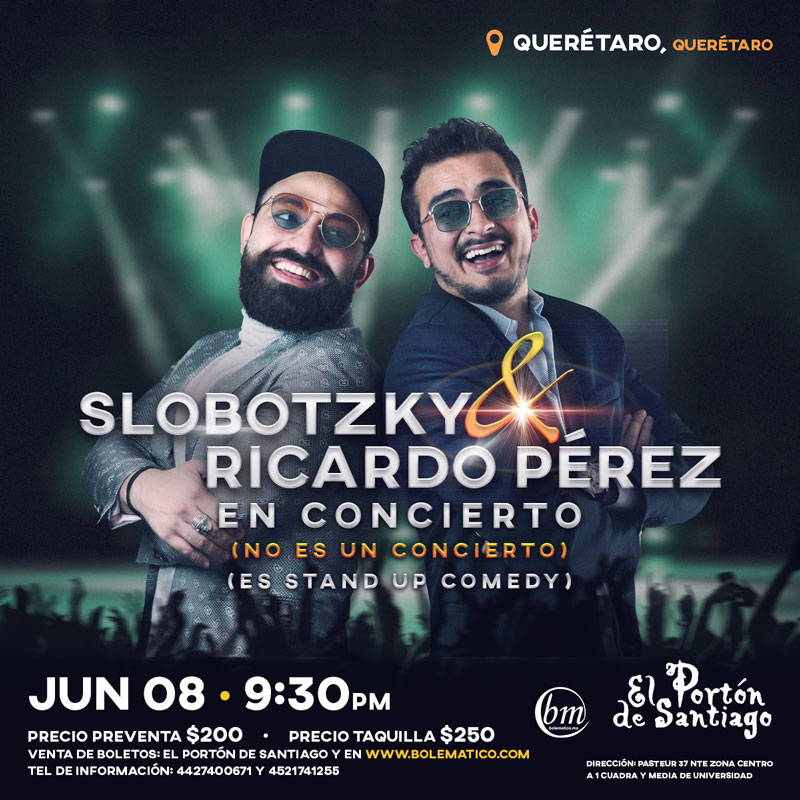 QUERÉTARO, QUERÉTARO
SLOBOTZKY &
RICARDO PÉREZ
EN CONCIERTO
(NO ES UN CONCIERTO)
(ES STAND UP COMEDY)
JUN 08 • 9:30PM
PRECIO PREVENTA $200 • PRECIO TAQUILLA $250
VENTA DE BOLETOS: EL PORTÓN DE SANTIAGO Y EN WWW.BOLEMATICO.COM
TEL DE INFORMACIÓN: 4427400671 Y 4521741255
bm
bolematico.mx
El Portón
de Santiago
DIRECCIÓN: PASTEUR 37 NTE ZONA CENTRO
A 1 CUADRA Y MEDIA DE UNIVERSIDAD